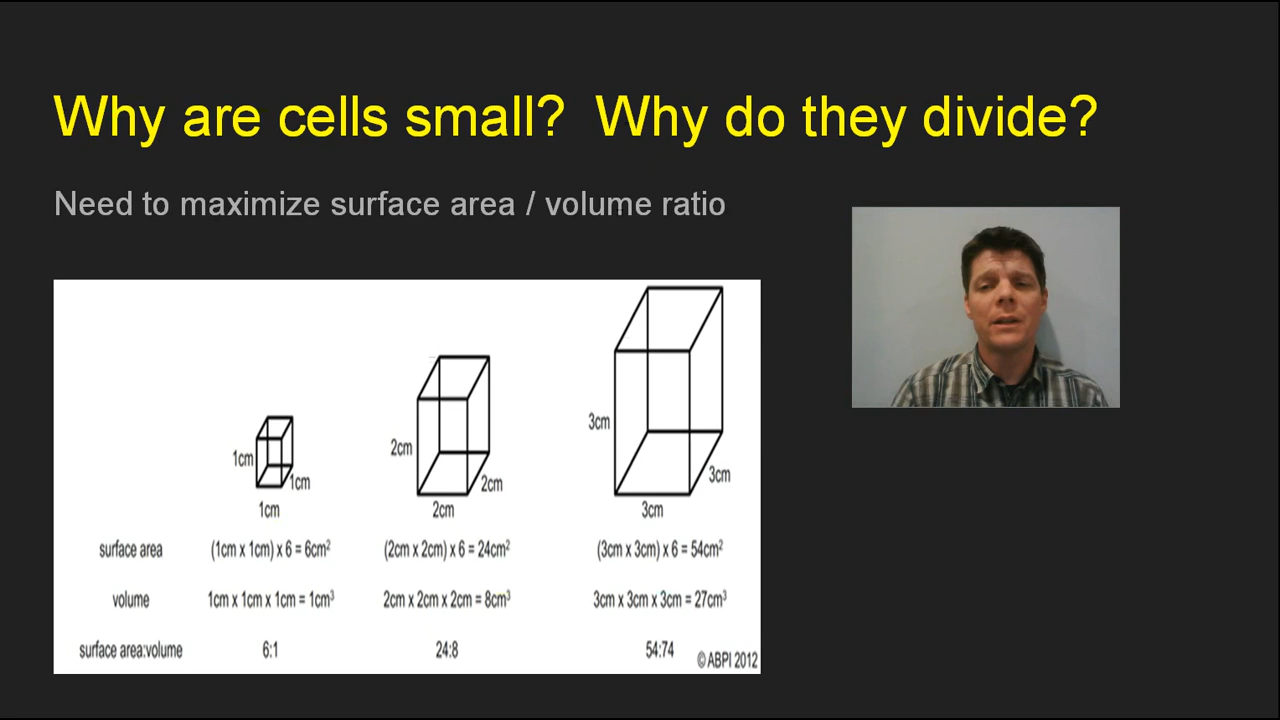 Why are cells small?  Why do they divide?
Need to maximize surface area / volume ratio
3cm
1cm
2cm
1cm
2cm
3cm
1cm
2cm
3cm
surface area (1cm x 1cm) x 6 = 6cm² (2cm x 2cm) x 6 = 24cm² (3cm x 3cm) x 6 = 54cm²
volume 1cm x 1cm x 1cm = 1cm³ 2cm x 2cm x 2cm = 8cm³ 3cm x 3cm x 3cm = 27cm³
surface area:volume 6:1 24:8 54:74
© ABPI 2012